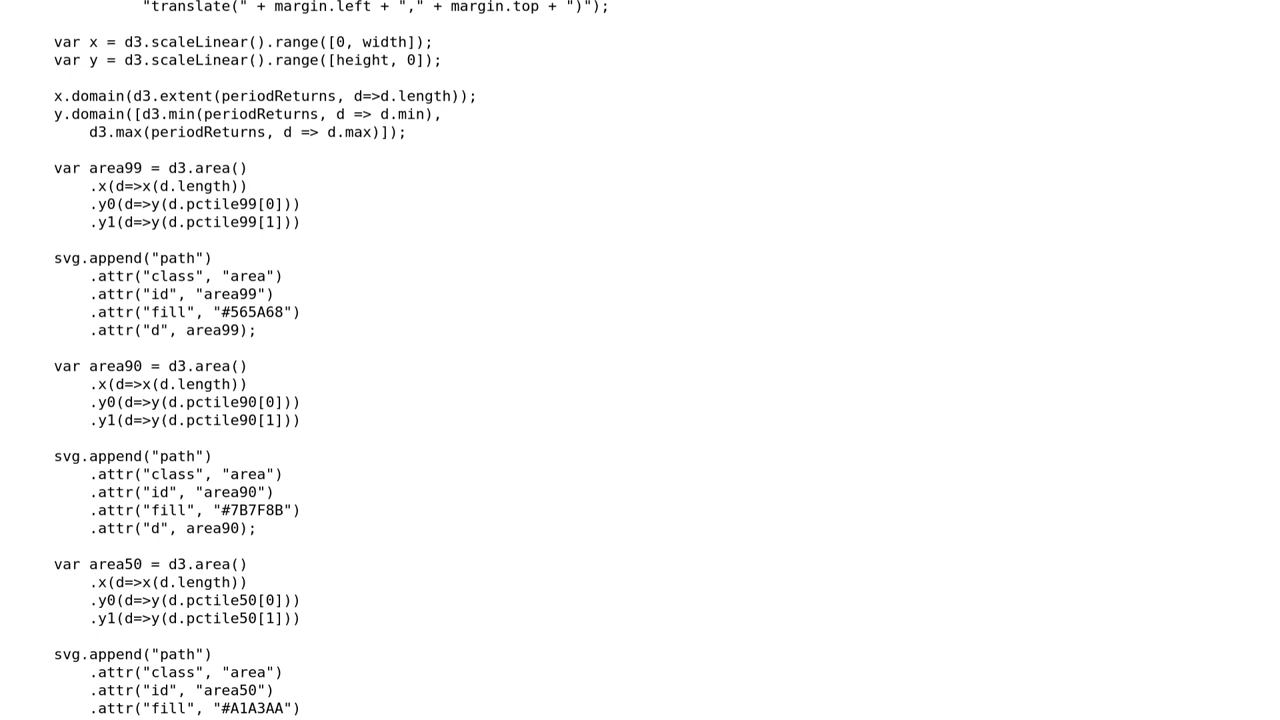 "translate(" + margin.left + "," + margin.top + ")");
var x = d3.scaleLinear().range([0, width]);
var y = d3.scaleLinear().range([height, 0]);
x.domain(d3.extent(periodReturns, d=>d.length));
y.domain([d3.min(periodReturns, d => d.min),
d3.max(periodReturns, d => d.max)]);
var area99 = d3.area()
.x(d=>x(d.length))
.y0(d=>y(d.pctile99[0]))
.y1(d=>y(d.pctile99[1]))
svg.append("path")
.attr("class", "area")
.attr("id", "area99")
.attr("fill", "#565A68")
.attr("d", area99);
var area90 = d3.area()
.x(d=>x(d.length))
.y0(d=>y(d.pctile90[0]))
.y1(d=>y(d.pctile90[1]))
svg.append("path")
.attr("class", "area")
.attr("id", "area90")
.attr("fill", "#7B7F8B")
.attr("d", area90);
var area50 = d3.area()
.x(d=>x(d.length))
.y0(d=>y(d.pctile50[0]))
.y1(d=>y(d.pctile50[1]))
svg.append("path")
.attr("class", "area")
.attr("id", "area50")
.attr("fill", "#A1A3AA")